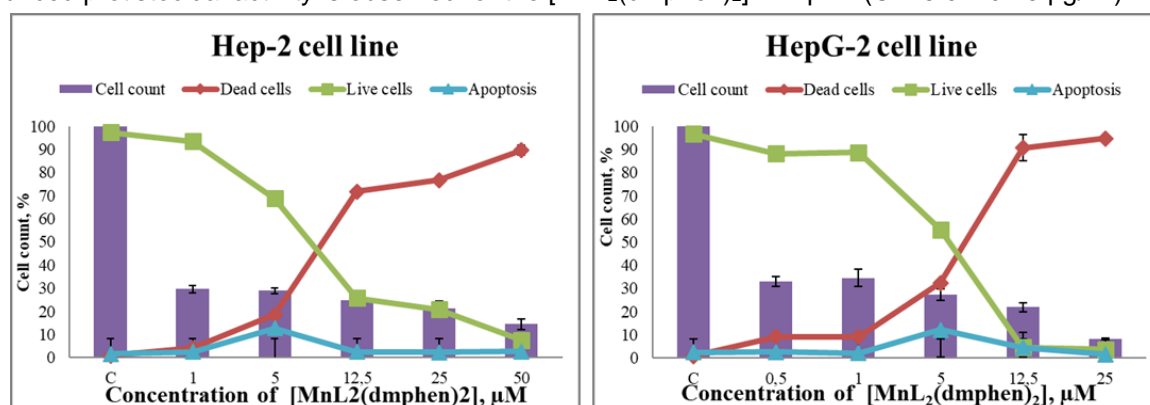 Hep-2 cell line
Cell count Dead cells Live cells Apoptosis
Cell count, %
100
90
80
70
60
50
40
30
20
10
0
C 1 5 12,5 25 50
Concentration of [MnL2(dmphen)2], µM
HepG-2 cell line
Cell count Dead cells Live cells Apoptosis
Cell count, %
100
90
80
70
60
50
40
30
20
10
0
C 0,5 1 5 12,5 25
Concentration of [MnL₂(dmphen)₂], µM